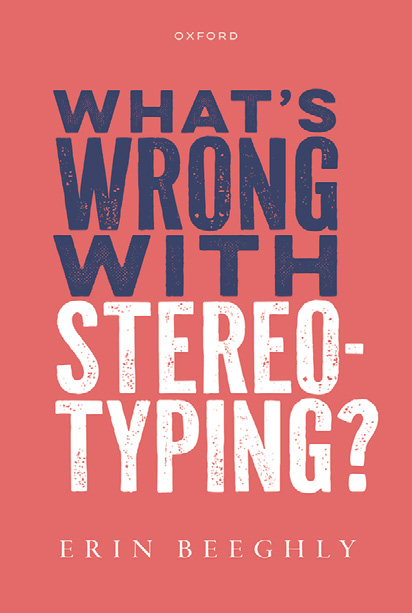 OXFORD
WHAT'S
WRONG
WITH
STEREO-
TYPING?
ERIN BEEGHLY